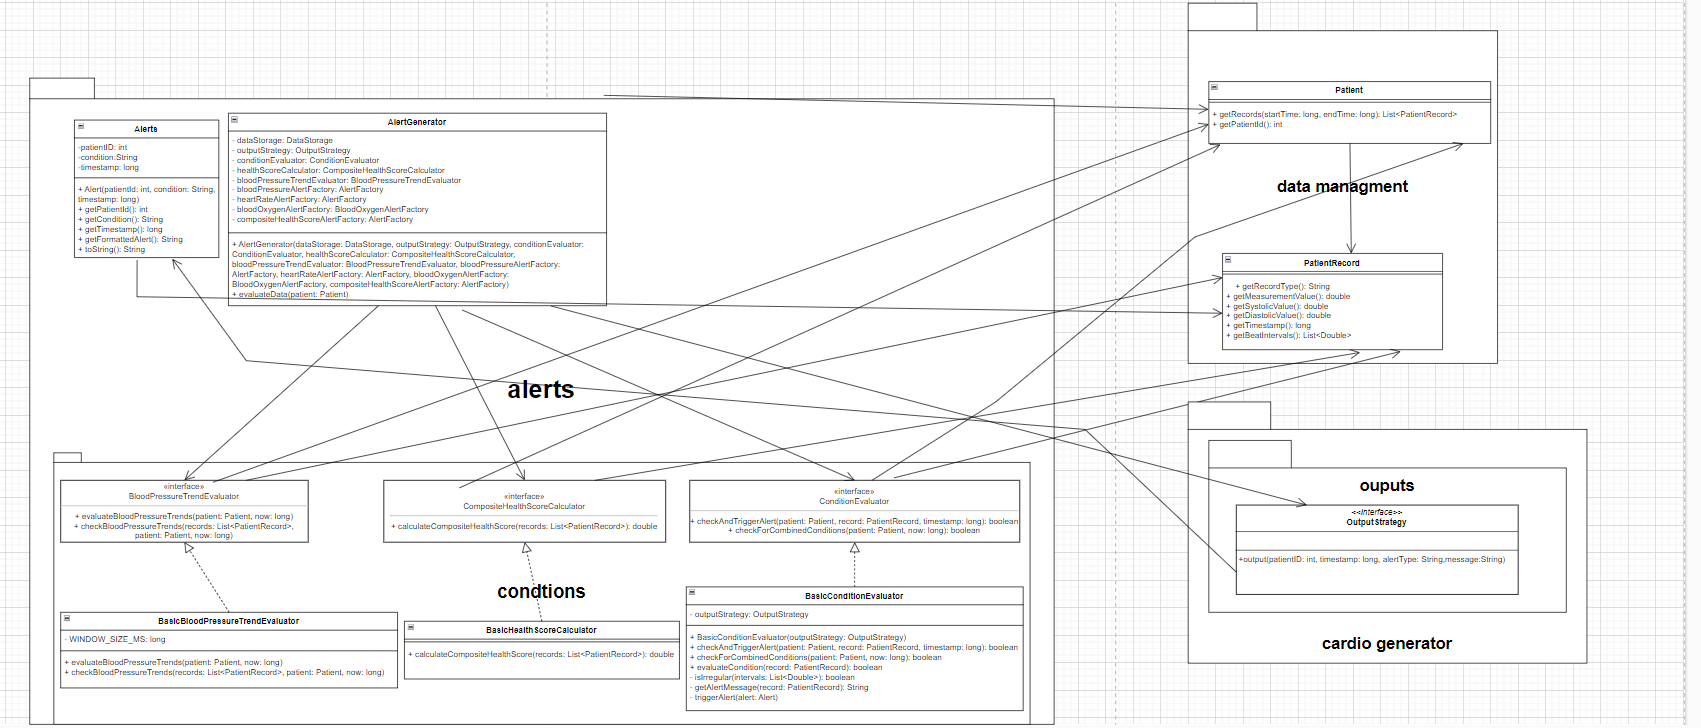 Alerts
-patientID: int
-condition:String
-timestamp: long
+ Alert(patientId: int, condition: String,
timestamp: long)
+ getPatientId(): int
+ getCondition(): String
+ getTimestamp(): long
+ getFormattedAlert(): String
+ toString(): String
AlertGenerator
- dataStorage: DataStorage
- outputStrategy: OutputStrategy
- conditionEvaluator: ConditionEvaluator
- healthScoreCalculator: CompositeHealthScoreCalculator
- bloodPressureTrendEvaluator: BloodPressureTrendEvaluator
- bloodPressureAlertFactory: AlertFactory
- heartRateAlertFactory: AlertFactory
- bloodOxygenAlertFactory: BloodOxygenAlertFactory
- compositeHealthScoreAlertFactory: AlertFactory
+ AlertGenerator(dataStorage: DataStorage, outputStrategy: OutputStrategy, conditionEvaluator:
ConditionEvaluator, healthScoreCalculator: CompositeHealthScoreCalculator,
bloodPressureTrendEvaluator: BloodPressureTrendEvaluator, bloodPressureAlertFactory:
AlertFactory, heartRateAlertFactory: AlertFactory, bloodOxygenAlertFactory:
BloodOxygenAlertFactory, compositeHealthScoreAlertFactory: AlertFactory)
+ evaluateData(patient: Patient)
Patient
+ getRecords(startTime: long, endTime: long): List<PatientRecord>
+ getPatientId(): int
data managment
PatientRecord
+ getRecordType(): String
+ getMeasurementValue(): double
+ getSystolicValue(): double
+ getDiastolicValue(): double
+ getTimestamp(): long
+ getBeatIntervals(): List<Double>
alerts
«interface»
BloodPressureTrendEvaluator
+ evaluateBloodPressureTrends(patient: Patient, now: long)
+ checkBloodPressureTrends(records: List<PatientRecord>,
patient: Patient, now: long)
«interface»
CompositeHealthScoreCalculator
+ calculateCompositeHealthScore(records: List<PatientRecord>): double
«interface»
ConditionEvaluator
+ checkAndTriggerAlert(patient: Patient, record: PatientRecord, timestamp: long): boolean
+ checkForCombinedConditions(patient: Patient, now: long): boolean
ouputs
<<Interface>>
OutputStrategy
+output(patientID: int, timestamp: long, alertType: String,message:String)
cardio generator
condtions
BasicBloodPressureTrendEvaluator
- WINDOW_SIZE_MS: long
+ evaluateBloodPressureTrends(patient: Patient, now: long)
+ checkBloodPressureTrends(records: List<PatientRecord>, patient: Patient, now: long)
BasicHealthScoreCalculator
+ calculateCompositeHealthScore(records: List<PatientRecord>): double
BasicConditionEvaluator
- outputStrategy: OutputStrategy
+ BasicConditionEvaluator(outputStrategy: OutputStrategy)
+ checkAndTriggerAlert(patient: Patient, record: PatientRecord, timestamp: long): boolean
+ checkForCombinedConditions(patient: Patient, now: long): boolean
+ evaluateCondition(record: PatientRecord): boolean
- isIrregular(intervals: List<Double>): boolean
- getAlertMessage(record: PatientRecord): String
- triggerAlert(alert: Alert)